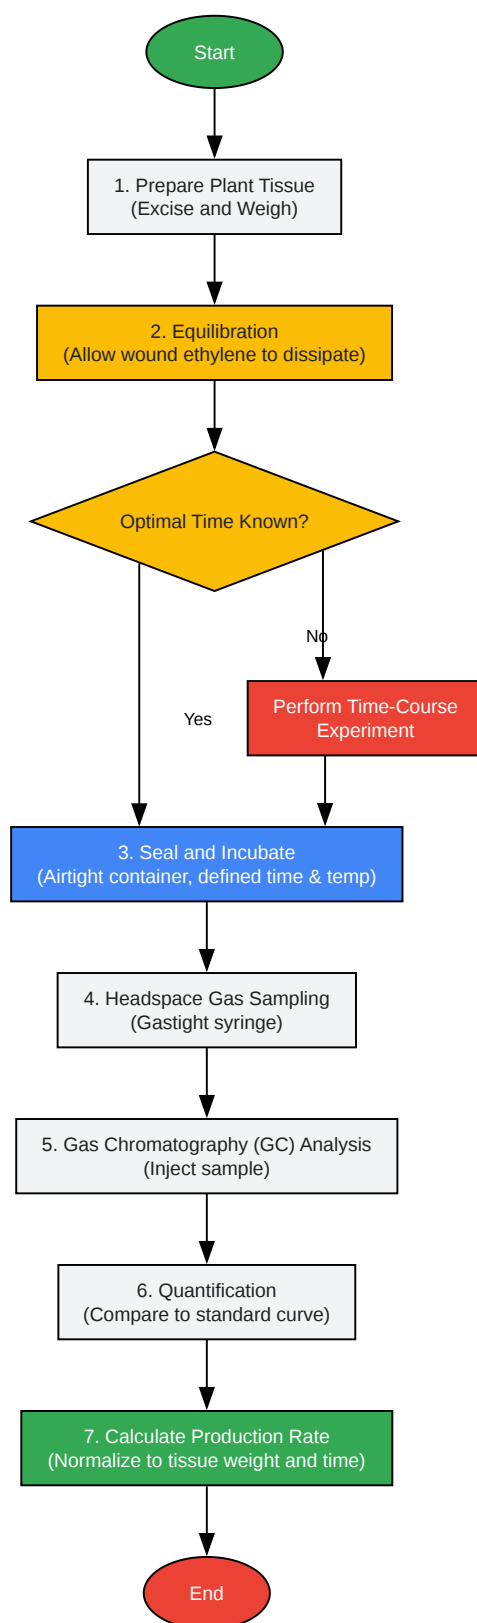 Start
1. Prepare Plant Tissue
(Excise and Weigh)
2. Equilibration
(Allow wound ethylene to dissipate)
Optimal Time Known?
No
Perform Time-Course
Experiment
Yes
3. Seal and Incubate
(Airtight container, defined time & temp)
4. Headspace Gas Sampling
(Gastight syringe)
5. Gas Chromatography (GC) Analysis
(Inject sample)
6. Quantification
(Compare to standard curve)
7. Calculate Production Rate
(Normalize to tissue weight and time)
End